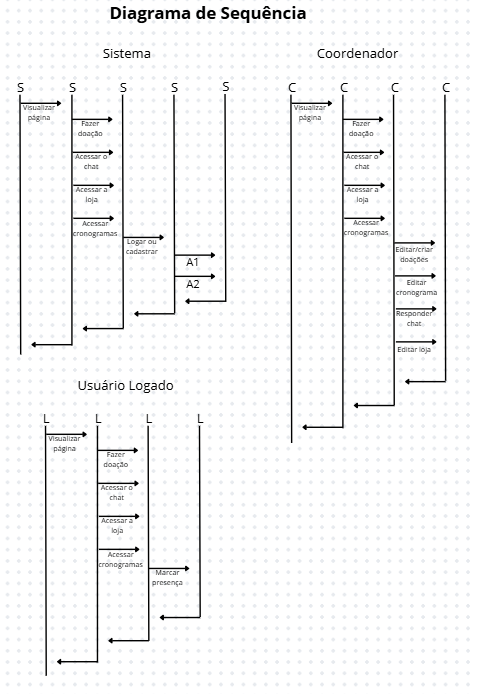 Diagrama de Sequência
Sistema
S S S S S
Visualizar
página
Fazer
doação
Acessar o
chat
Acessar a
loja
Acessar
cronogramas
Logar ou
cadastrar
A1
A2
Coordenador
C C C C
Visualizar
página
Fazer
doação
Acessar o
chat
Acessar a
loja
Acessar
cronogramas
Editar/criar
doações
Editar
cronograma
Responder
chat
Editar loja
Usuário Logado
L L L L
Visualizar
página
Fazer
doação
Acessar o
chat
Acessar a
loja
Acessar
cronogramas
Marcar
presença